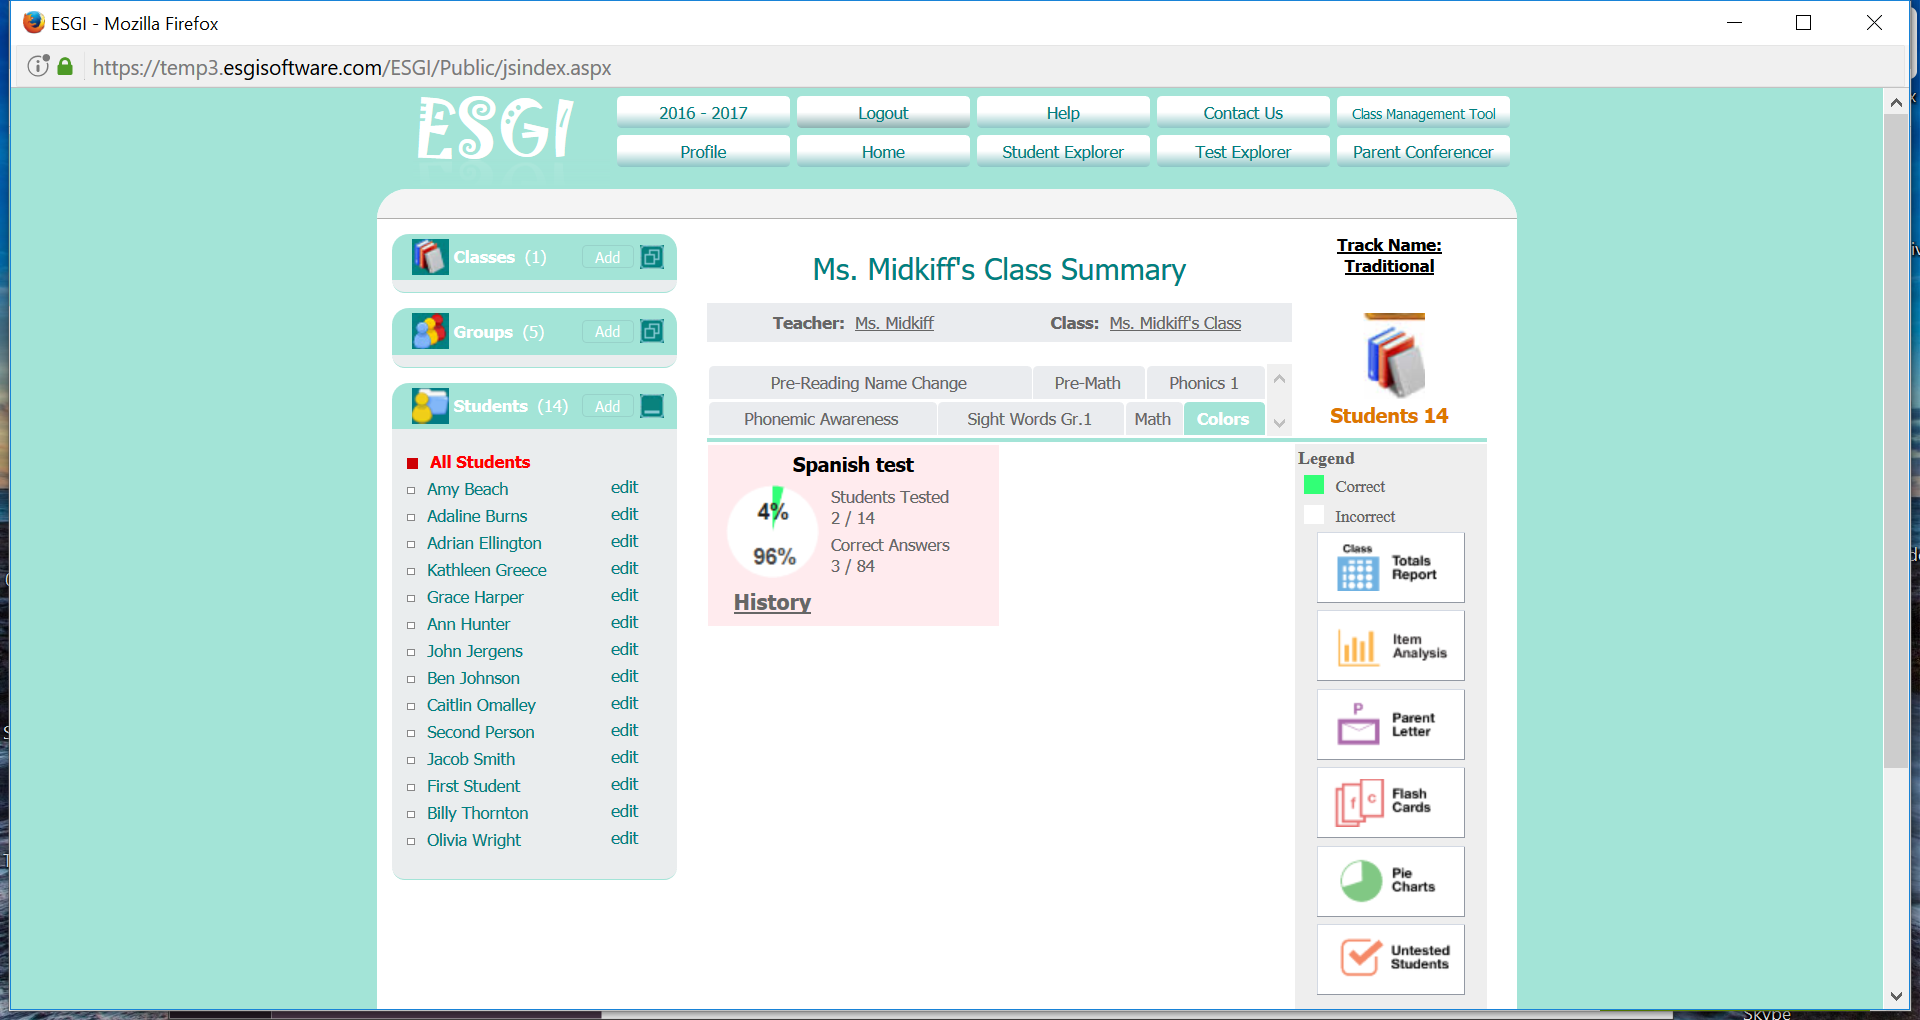 ESGI - Mozilla Firefox
https://temp3.esgisoftware.com/ESGI/Public/jsindex.aspx
ESGI
2016 - 2017
Logout
Help
Contact Us
Class Management Tool
Profile
Home
Student Explorer
Test Explorer
Parent Conferencer
Classes (1)
Add
Groups (5)
Add
Students (14)
Add
All Students
Amy Beach edit
Adaline Burns edit
Adrian Ellington edit
Kathleen Greece edit
Grace Harper edit
Ann Hunter edit
John Jergens edit
Ben Johnson edit
Caitlin Omalley edit
Second Person edit
Jacob Smith edit
First Student edit
Billy Thornton edit
Olivia Wright edit
Ms. Midkiff's Class Summary
Teacher: Ms. Midkiff
Class: Ms. Midkiff's Class
Pre-Reading Name Change
Pre-Math
Phonics 1
Phonemic Awareness
Sight Words Gr.1
Math
Colors
Spanish test
4%
96%
Students Tested
2 / 14
Correct Answers
3 / 84
History
Track Name:
Traditional
Students 14
Legend
Correct
Incorrect
Class
Totals
Report
Item
Analysis
P
Parent
Letter
f c
Flash
Cards
Pie
Charts
Untested
Students
Skype